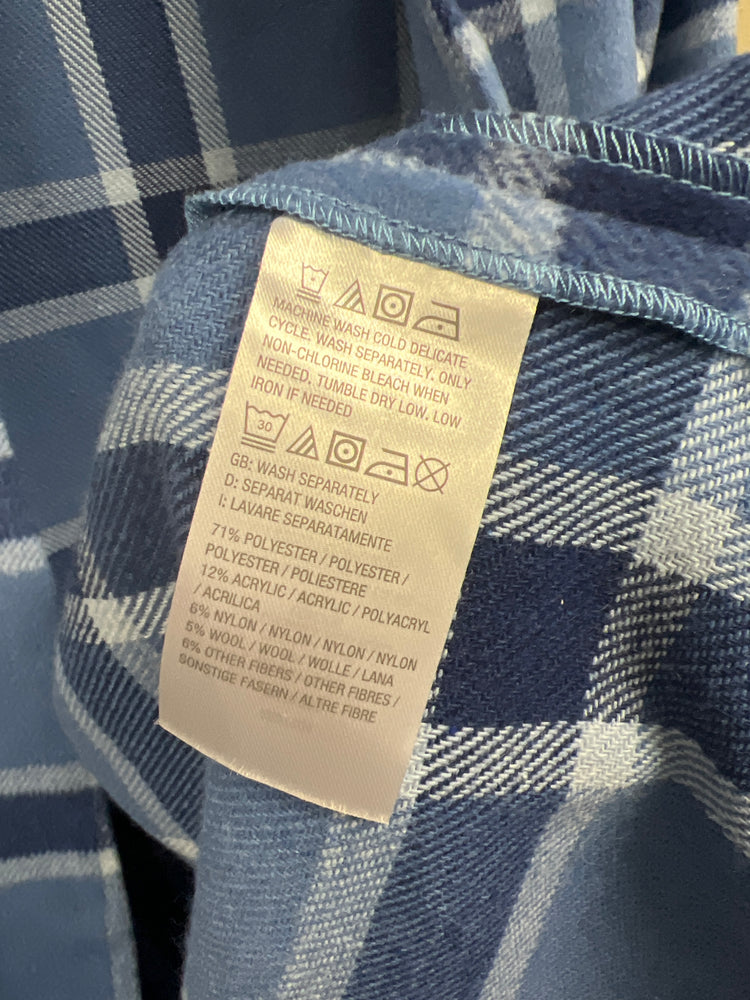 MACHINE WASH COLD DELICATE
CYCLE. WASH SEPARATELY. ONLY
NON-CHLORINE BLEACH WHEN
NEEDED. TUMBLE DRY LOW. LOW
IRON IF NEEDED
30
GB: WASH SEPARATELY
D: SEPARAT WASCHEN
I: LAVARE SEPARATAMENTE
71% POLYESTER / POLYESTER /
POLYESTER / POLIESTERE
12% ACRYLIC / ACRYLIC / POLYACRYL
/ ACRILICA
6% NYLON / NYLON / NYLON / NYLON
5% WOOL / WOOL / WOLLE / LANA
6% OTHER FIBERS / OTHER FIBRES /
SONSTIGE FASERN / ALTRE FIBRE